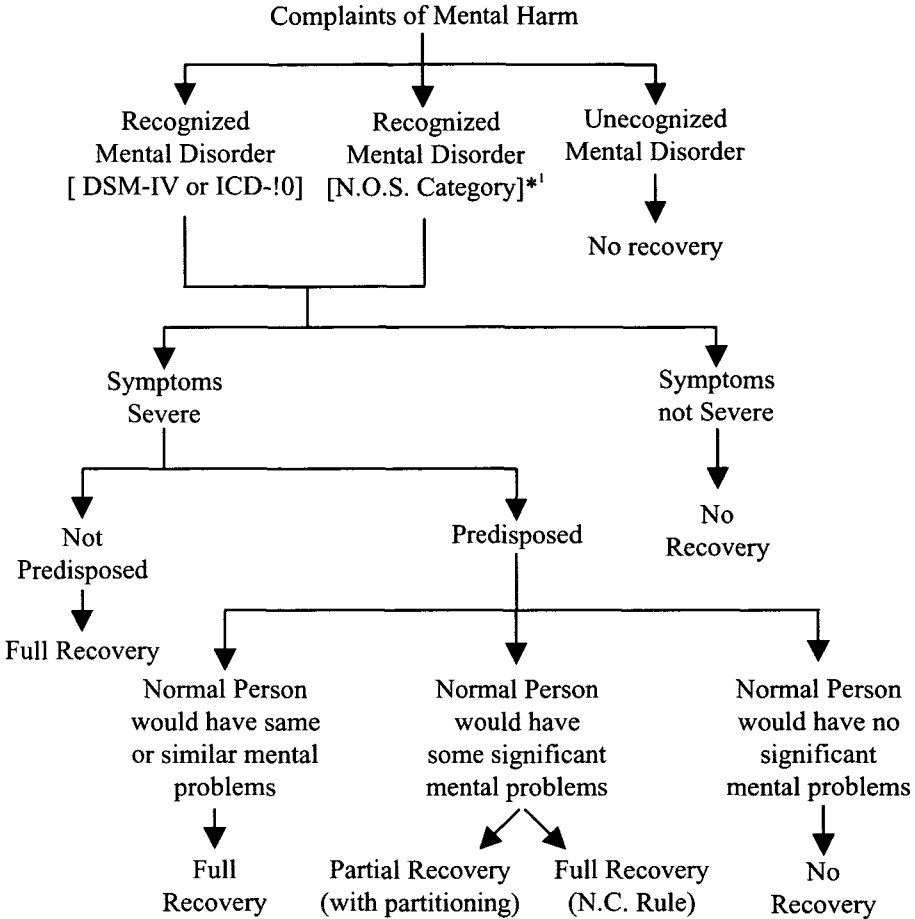 Complaints of Mental Harm
Recognized
Mental Disorder
[ DSM-IV or ICD-!0]
Recognized
Mental Disorder
[N.O.S. Category]*¹
Unecognized
Mental Disorder
No recovery
Symptoms
Severe
Symptoms
not Severe
No
Recovery
Not
Predisposed
Full Recovery
Predisposed
Normal Person
would have same
or similar mental
problems
Full
Recovery
Normal Person
would have
some significant
mental problems
Partial Recovery
(with partitioning)
Full Recovery
(N.C. Rule)
Normal Person
would have no
significant
mental problems
No
Recovery